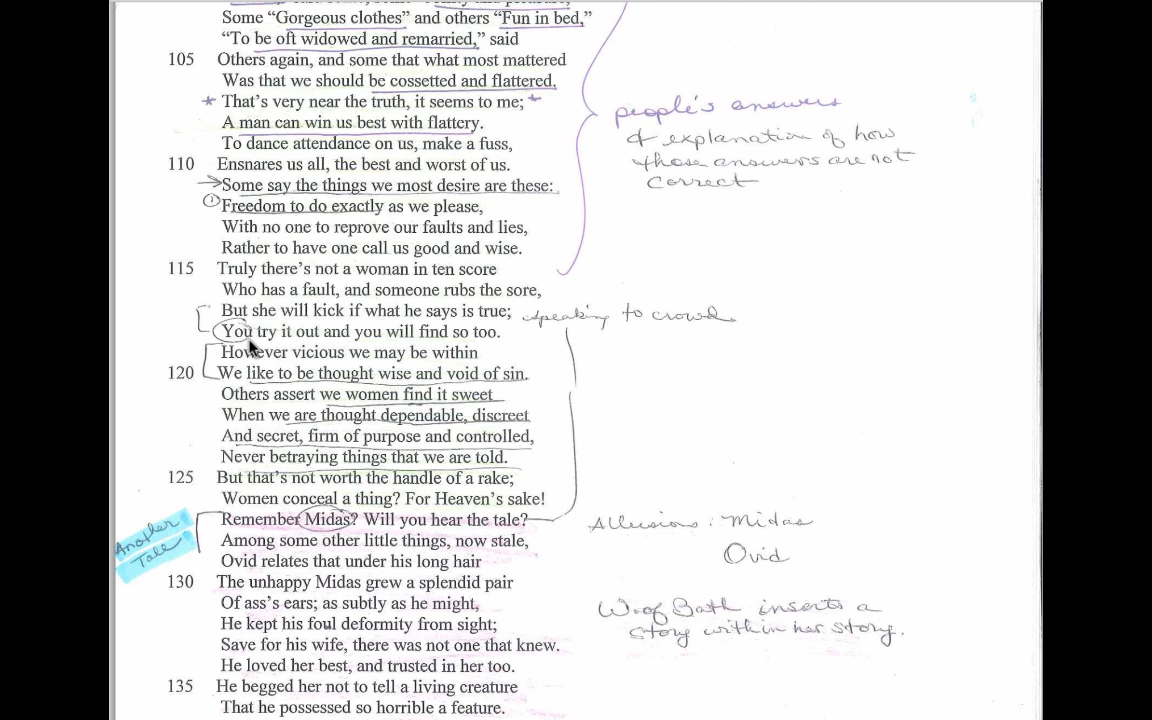 Some “Gorgeous clothes” and others “Fun in bed,”
“To be oft widowed and remarried,” said
105 Others again, and some that what most mattered
Was that we should be cossetted and flattered.
* That’s very near the truth, it seems to me; *
A man can win us best with flattery.
To dance attendance on us, make a fuss,
110 Ensnares us all, the best and worst of us.
Some say the things we most desire are these:
① Freedom to do exactly as we please,
With no one to reprove our faults and lies,
Rather to have one call us good and wise.
115 Truly there’s not a woman in ten score
Who has a fault, and someone rubs the sore,
But she will kick if what he says is true;
You try it out and you will find so too.
However vicious we may be within
120 We like to be thought wise and void of sin.
Others assert we women find it sweet
When we are thought dependable, discreet
And secret, firm of purpose and controlled,
Never betraying things that we are told.
125 But that’s not worth the handle of a rake;
Women conceal a thing? For Heaven’s sake!
Remember Midas? Will you hear the tale?
Among some other little things, now stale,
Ovid relates that under his long hair
130 The unhappy Midas grew a splendid pair
Of ass’s ears; as subtly as he might,
He kept his foul deformity from sight;
Save for his wife, there was not one that knew.
He loved her best, and trusted in her too.
135 He begged her not to tell a living creature
That he possessed so horrible a feature.
people's answers
& explanation of how
those answers are not
correct
speaking to crowd
Another
Tale
Allusions: Midas
Ovid
W. of Bath inserts a
story within her story.